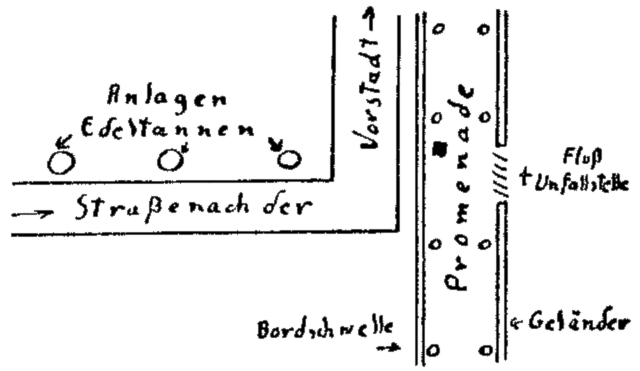 Anlagen
Edeltannen
Straße nach der
Vorstadt
Promenade
Fluß
Unfallstelle
Bordschwelle
Geländer